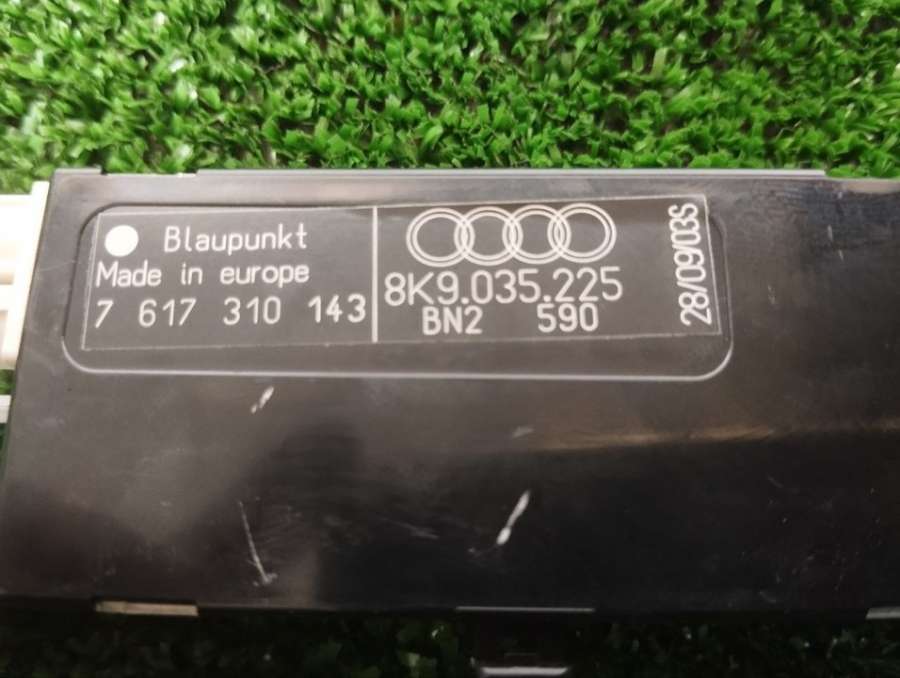 Blaupunkt
Made in europe
7 617 310 143
8K9.035.225
BN2 590
28/09/03S